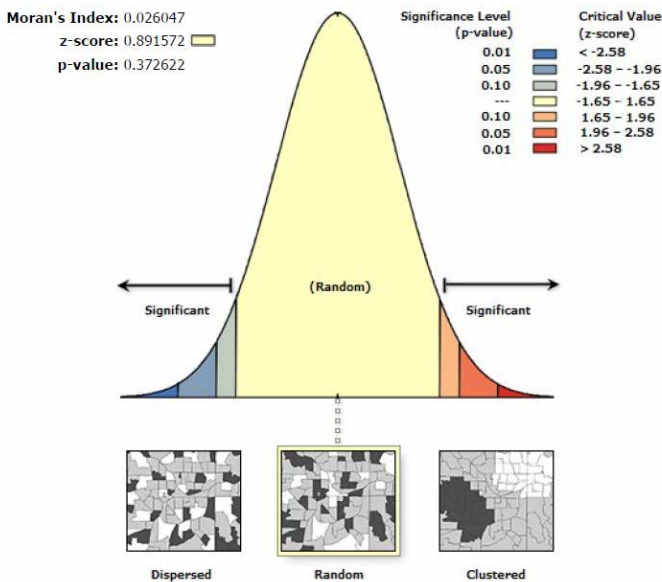 Moran's Index: 0.026047
z-score: 0.891572
p-value: 0.372622
Significance Level
(p-value)
Critical Value
(z-score)
0.01 < -2.58
0.05 -2.58 – -1.96
0.10 -1.96 – -1.65
--- -1.65 - 1.65
0.10 1.65 – 1.96
0.05 1.96 – 2.58
0.01 > 2.58
(Random)
Significant
Significant
Dispersed
Random
Clustered